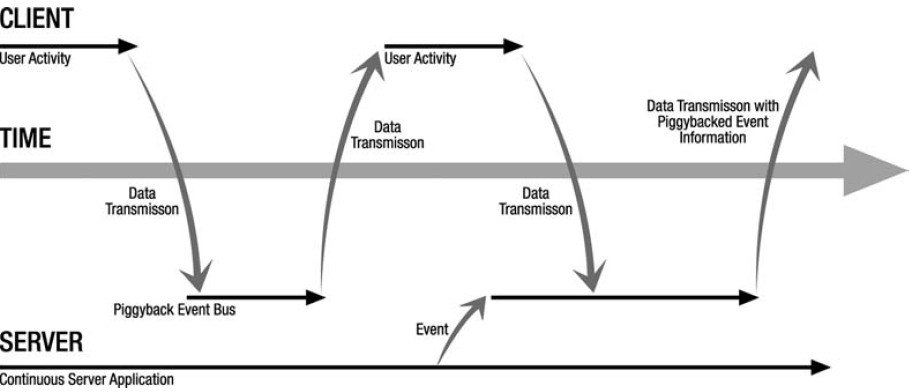 CLIENT
User Activity
User Activity
Data Transmisson with
Piggybacked Event
Information
Data
Transmisson
TIME
Data
Transmisson
Data
Transmisson
Piggyback Event Bus
Event
SERVER
Continuous Server Application